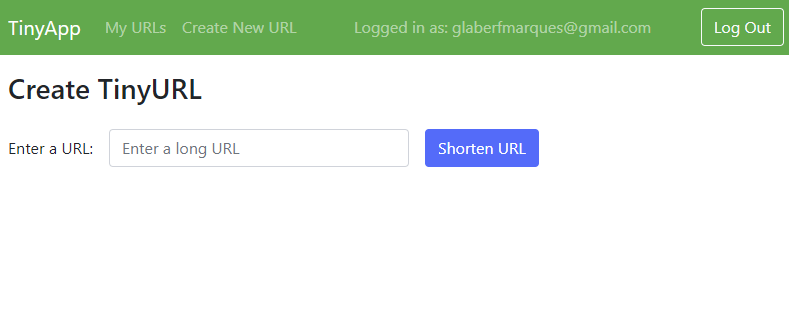 TinyApp My URLs Create New URL Logged in as: glaberfmarques@gmail.com Log Out
Create TinyURL
Enter a URL: Enter a long URL Shorten URL